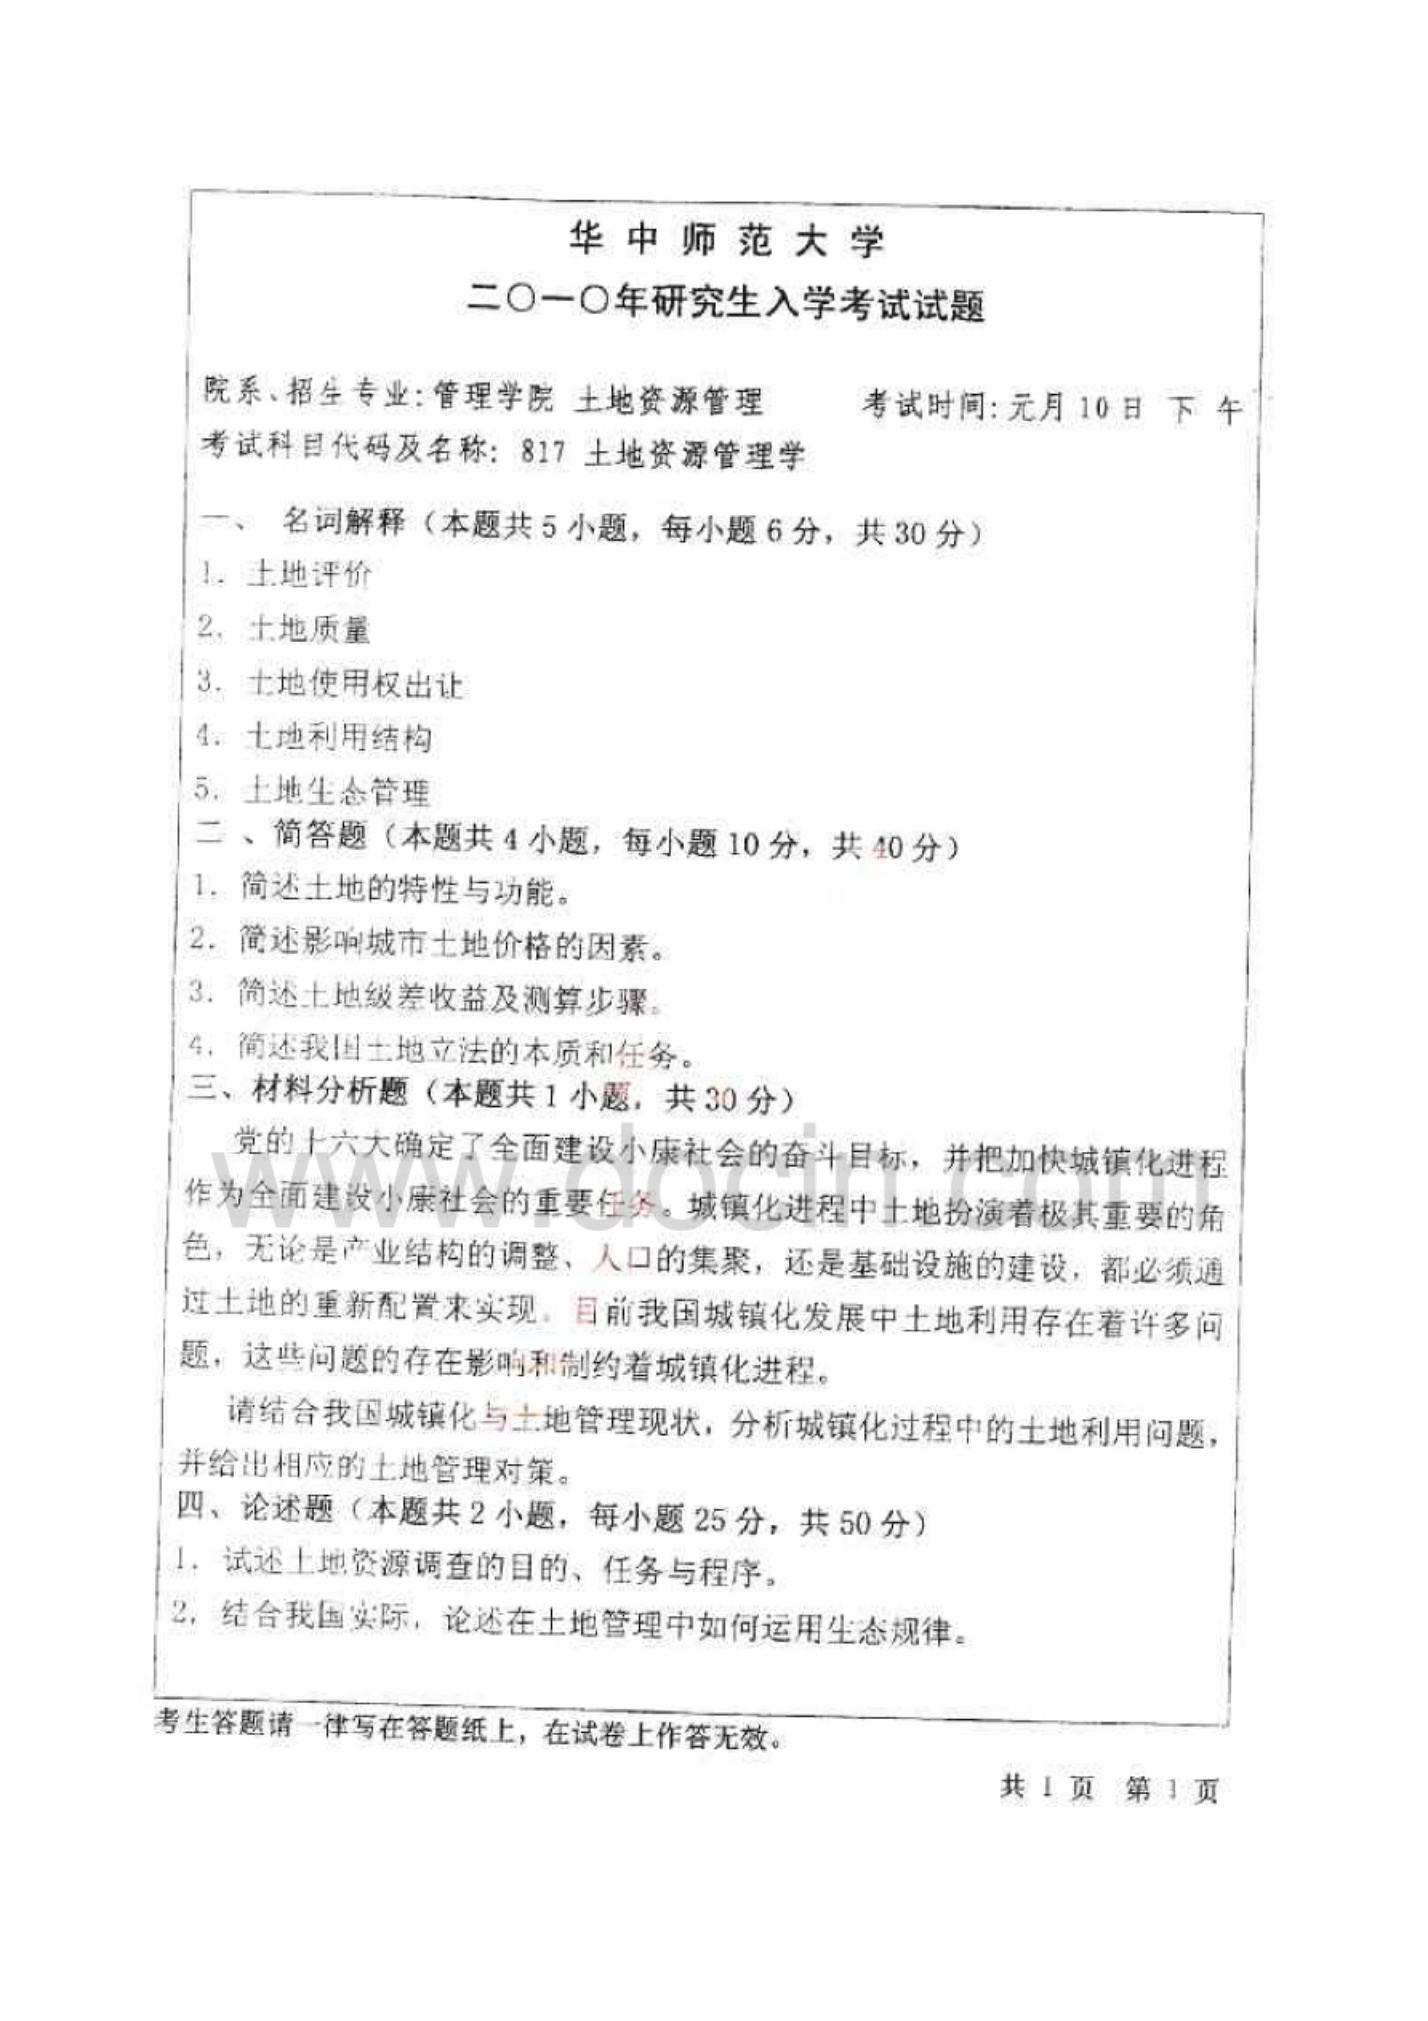 华中师范大学
二〇一〇年研究生入学考试试题
院系、招生专业：管理学院 土地资源管理 考试时间：元月10日 下 午
考试科目代码及名称：817 土地资源管理学
一、 名词解释（本题共5小题，每小题6分，共30分）
1. 土地评价
2. 土地质量
3. 土地使用权出让
4. 土地利用结构
5. 土地生态管理
二 、简答题（本题共4小题，每小题10分，共40分）
1. 简述土地的特性与功能。
2. 简述影响城市土地价格的因素。
3. 简述土地级差收益及测算步骤。
4. 简述我国土地立法的本质和任务。
三、材料分析题（本题共1小题，共30分）
党的十六大确定了全面建设小康社会的奋斗目标，并把加快城镇化进程
作为全面建设小康社会的重要任务。城镇化进程中土地扮演着极其重要的角
色，无论是产业结构的调整、人口的集聚，还是基础设施的建设，都必须通
过土地的重新配置来实现。目前我国城镇化发展中土地利用存在着许多问
题，这些问题的存在影响和制约着城镇化进程。
请结合我国城镇化与土地管理现状，分析城镇化过程中的土地利用问题，
并给出相应的土地管理对策。
四、论述题（本题共2小题，每小题25分，共50分）
1. 试述土地资源调查的目的、任务与程序。
2. 结合我国实际，论述在土地管理中如何运用生态规律。
考生答题请一律写在答题纸上，在试卷上作答无效。
共 1 页 第 1 页
www.docin.com